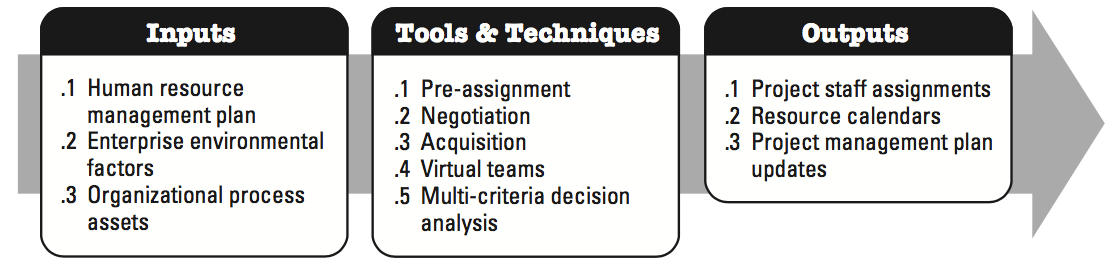 Inputs
.1 Human resource
management plan
.2 Enterprise environmental
factors
.3 Organizational process
assets
Tools & Techniques
.1 Pre-assignment
.2 Negotiation
.3 Acquisition
.4 Virtual teams
.5 Multi-criteria decision
analysis
Outputs
.1 Project staff assignments
.2 Resource calendars
.3 Project management plan
updates